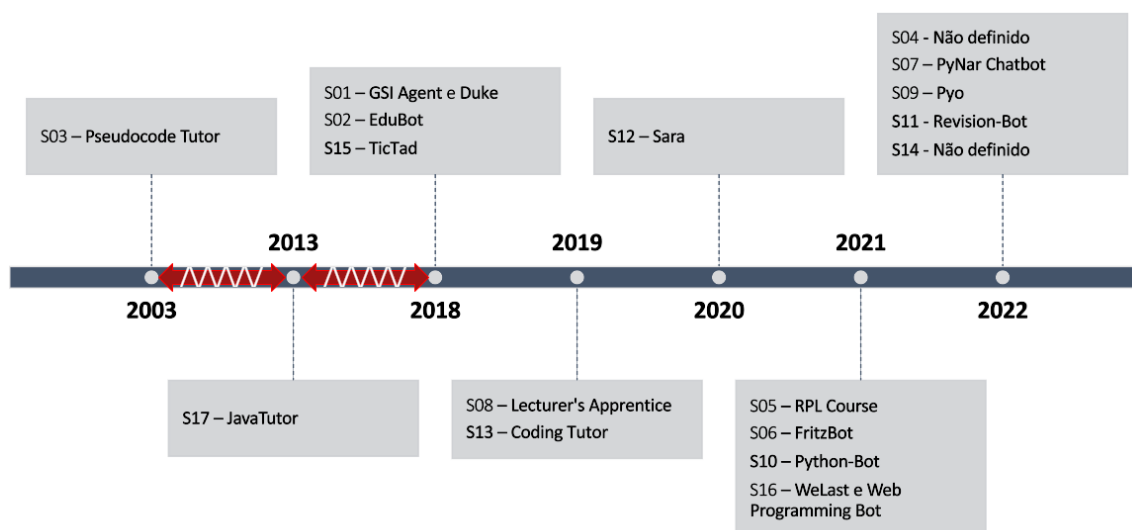 S03 – Pseudocode Tutor
S01 – GSI Agent e Duke
S02 – EduBot
S15 – TicTad
S12 – Sara
S04 - Não definido
S07 – PyNar Chatbot
S09 – Pyo
S11 - Revision-Bot
S14 - Não definido
2013
2019
2021
2003
2018
2020
2022
S17 – JavaTutor
S08 – Lecturer's Apprentice
S13 – Coding Tutor
S05 – RPL Course
S06 – FritzBot
S10 – Python-Bot
S16 – WeLast e Web
Programming Bot